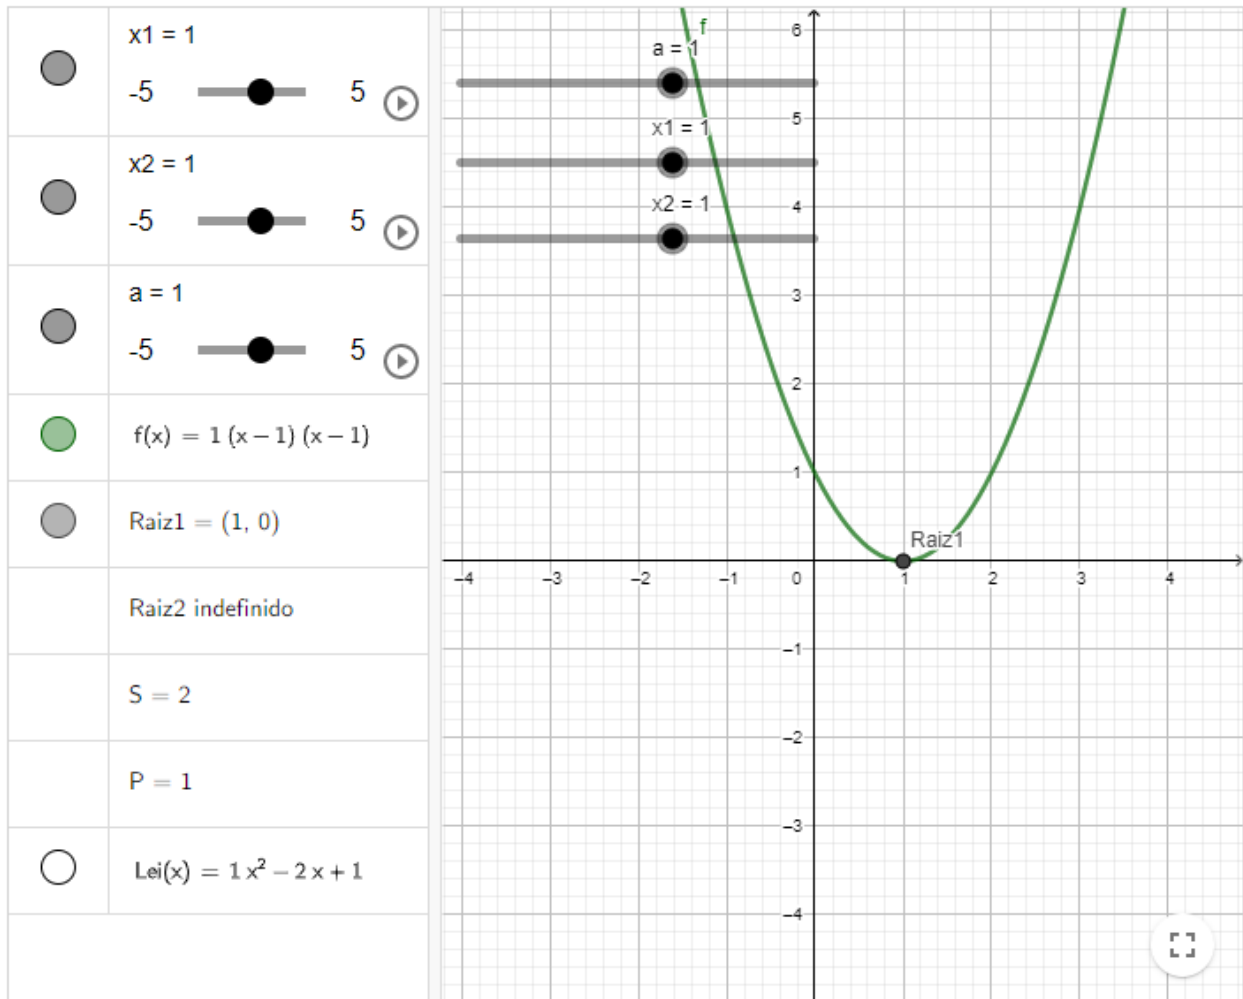 x1 = 1
-5 5
x2 = 1
-5 5
a = 1
-5 5
f(x) = 1 (x – 1) (x – 1)
Raiz1 = (1, 0)
Raiz2 indefinido
S = 2
P = 1
Lei(x) = 1 x² – 2 x + 1
f
a = 1
x1 = 1
x2 = 1
6
5
4
3
2
1
Raiz1
–4 –3 –2 –1 0 1 2 3 4
–1
–2
–3
–4